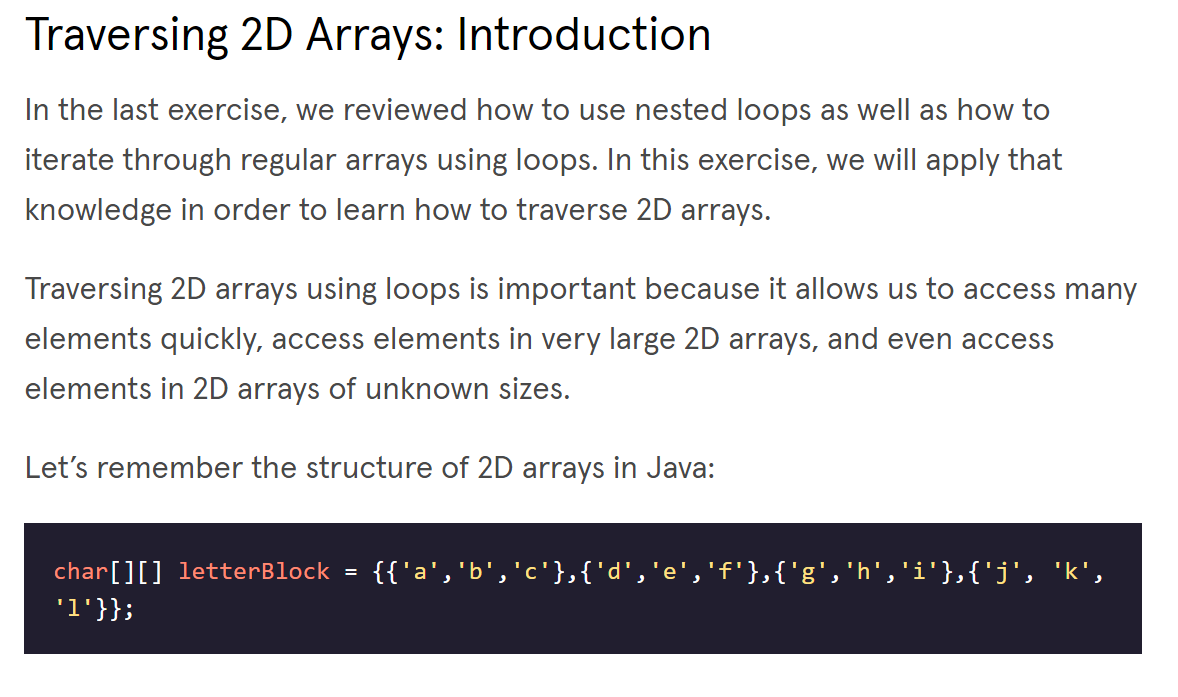 Traversing 2D Arrays: Introduction
In the last exercise, we reviewed how to use nested loops as well as how to
iterate through regular arrays using loops. In this exercise, we will apply that
knowledge in order to learn how to traverse 2D arrays.
Traversing 2D arrays using loops is important because it allows us to access many
elements quickly, access elements in very large 2D arrays, and even access
elements in 2D arrays of unknown sizes.
Let’s remember the structure of 2D arrays in Java:
char[][] letterBlock = {{'a','b','c'},{'d','e','f'},{'g','h','i'},{'j', 'k',
'l'}};